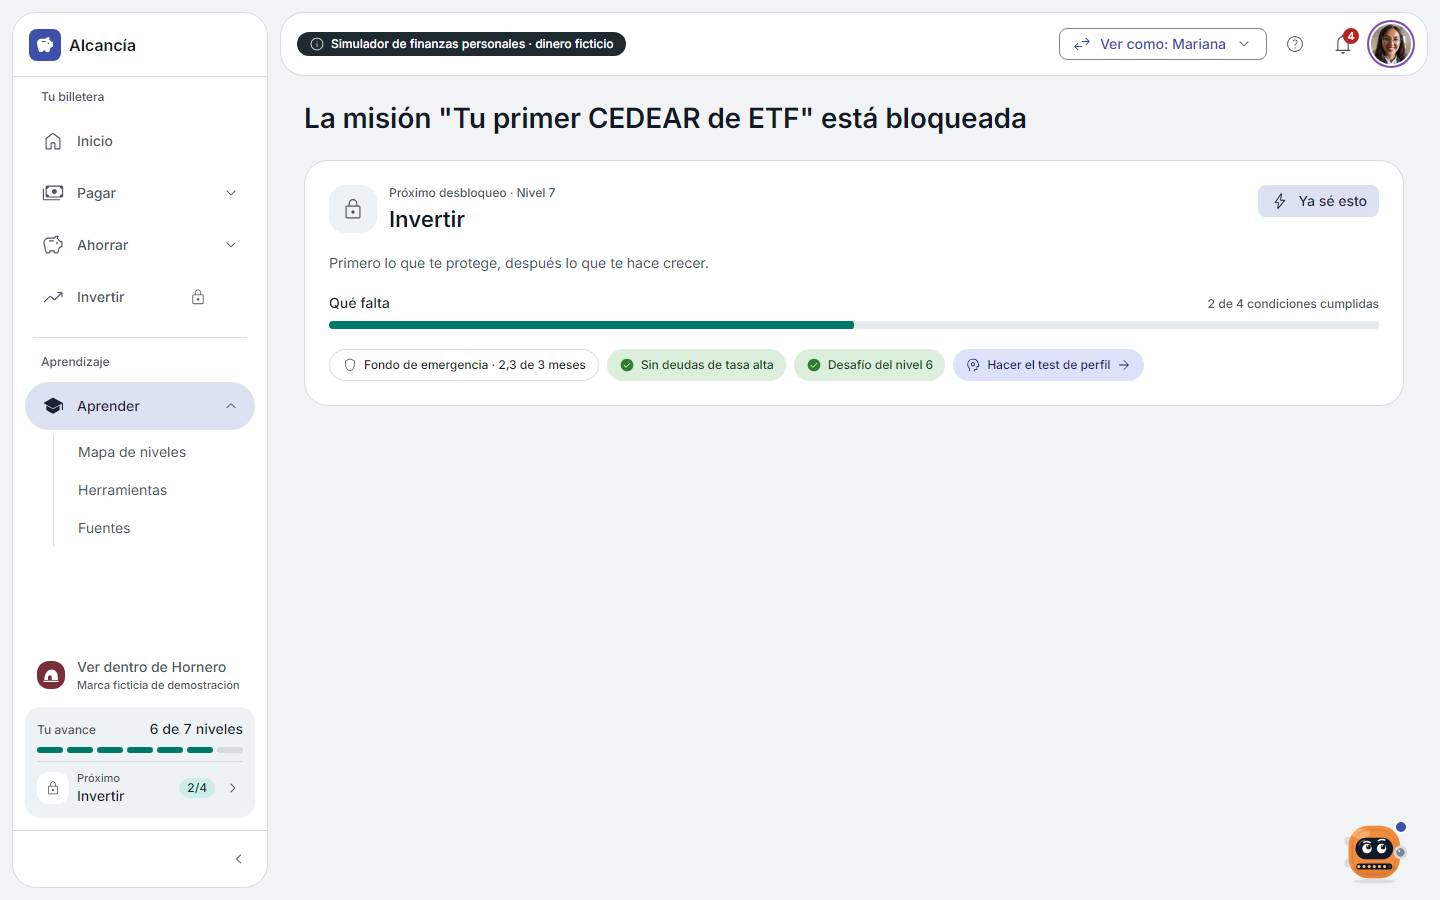 Alcancía
Simulador de finanzas personales · dinero ficticio
Ver como: Mariana
4
Tu billetera
Inicio
Pagar
Ahorrar
Invertir
Aprendizaje
Aprender
Mapa de niveles
Herramientas
Fuentes
Ver dentro de Hornero
Marca ficticia de demostración
Tu avance
6 de 7 niveles
Próximo
Invertir
2/4
La misión "Tu primer CEDEAR de ETF" está bloqueada
Próximo desbloqueo · Nivel 7
Invertir
Ya sé esto
Primero lo que te protege, después lo que te hace crecer.
Qué falta
2 de 4 condiciones cumplidas
Fondo de emergencia · 2,3 de 3 meses
Sin deudas de tasa alta
Desafío del nivel 6
Hacer el test de perfil